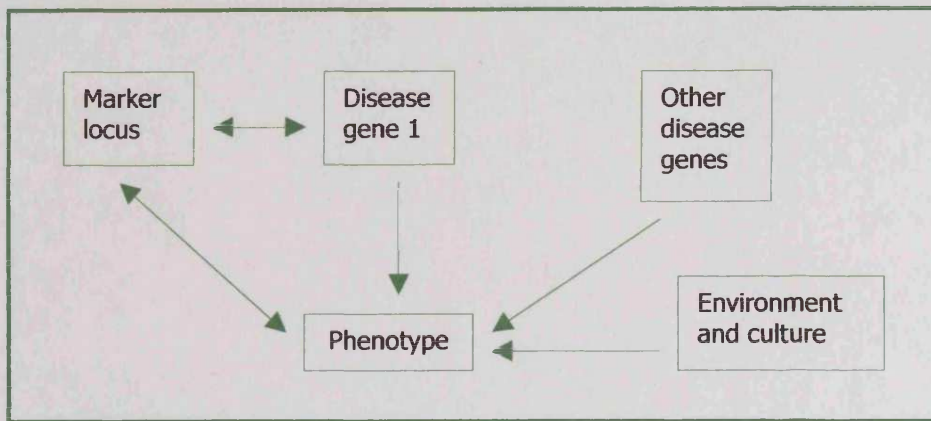 Marker
locus
Disease
gene 1
Other
disease
genes
Environment
and culture
Phenotype